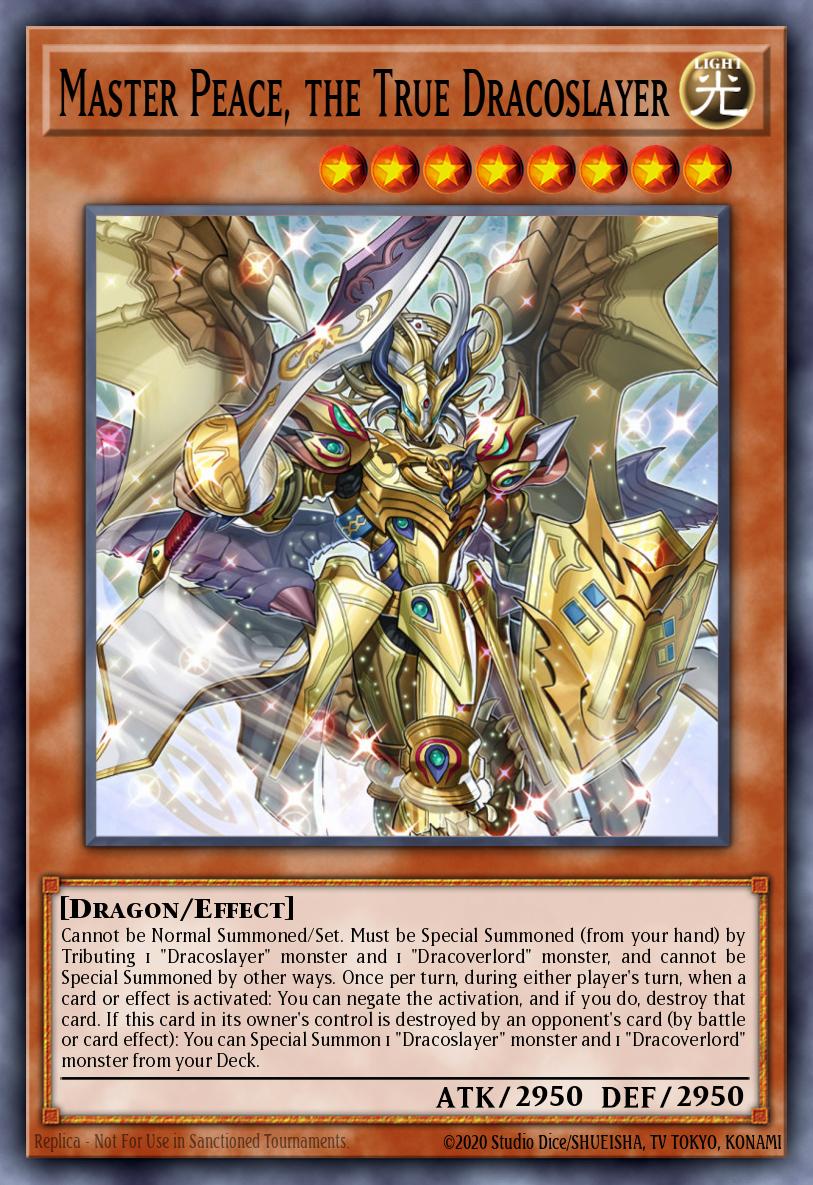 Master Peace, the True Dracoslayer
LIGHT
光
[Dragon/Effect]
Cannot be Normal Summoned/Set. Must be Special Summoned (from your hand) by
Tributing 1 "Dracoslayer" monster and 1 "Dracoverlord" monster, and cannot be
Special Summoned by other ways. Once per turn, during either player's turn, when a
card or effect is activated: You can negate the activation, and if you do, destroy that
card. If this card in its owner's control is destroyed by an opponent's card (by battle
or card effect): You can Special Summon 1 "Dracoslayer" monster and 1 "Dracoverlord"
monster from your Deck.
ATK/2950 DEF/2950
Replica - Not For Use in Sanctioned Tournaments.
©2020 Studio Dice/SHUEISHA, TV TOKYO, KONAMI